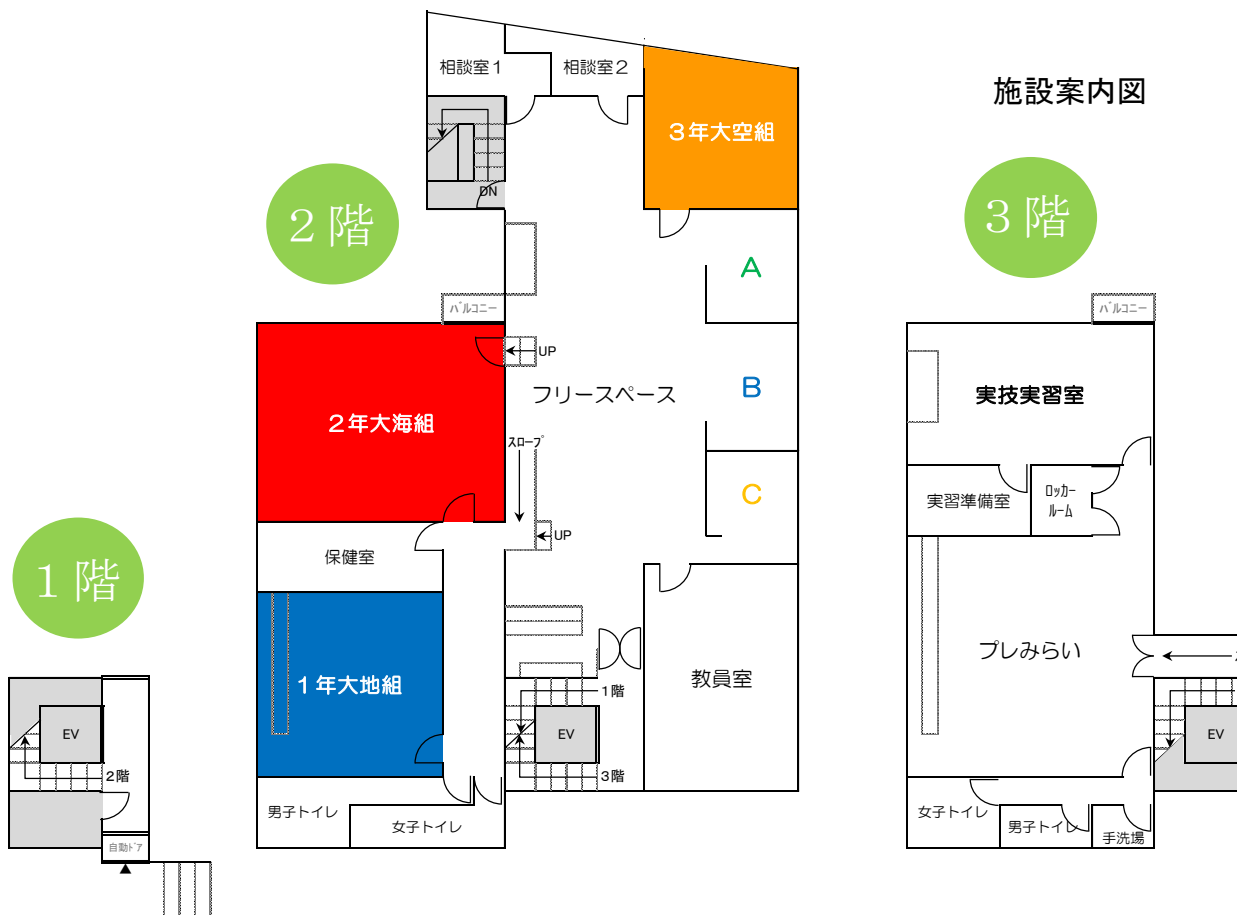 施設案内図
1階
EV
2階
自動ドア
2階
相談室1
相談室2
3年大空組
DN
A
バルコニー
UP
2年大海組
フリースペース
B
スロープ
C
UP
保健室
1年大地組
教員室
1階
EV
3階
男子トイレ
女子トイレ
3階
バルコニー
実技実習室
実習準備室
ロッカー
ルーム
プレみらい
EV
女子トイレ
男子トイレ
手洗場